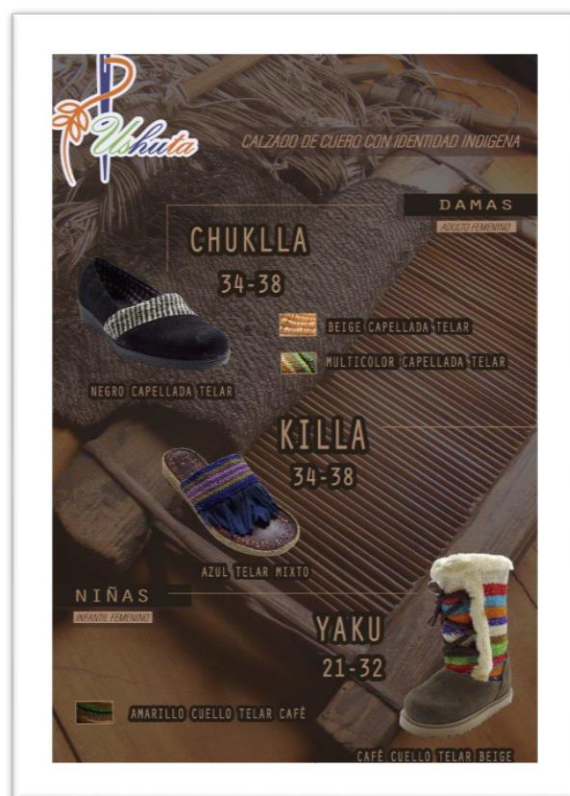 Ushuta
CALZADO DE CUERO CON IDENTIDAD INDIGENA
DAMAS
ADULTO FEMENINO
CHUKLLA
34-38
BEIGE CAPELLADA TELAR
MULTICOLOR CAPELLADA TELAR
NEGRO CAPELLADA TELAR
KILLA
34-38
AZUL TELAR MIXTO
NIÑAS
INFANTIL FEMENINO
YAKU
21-32
AMARILLO CUELLO TELAR CAFÉ
CAFÉ CUELLO TELAR BEIGE